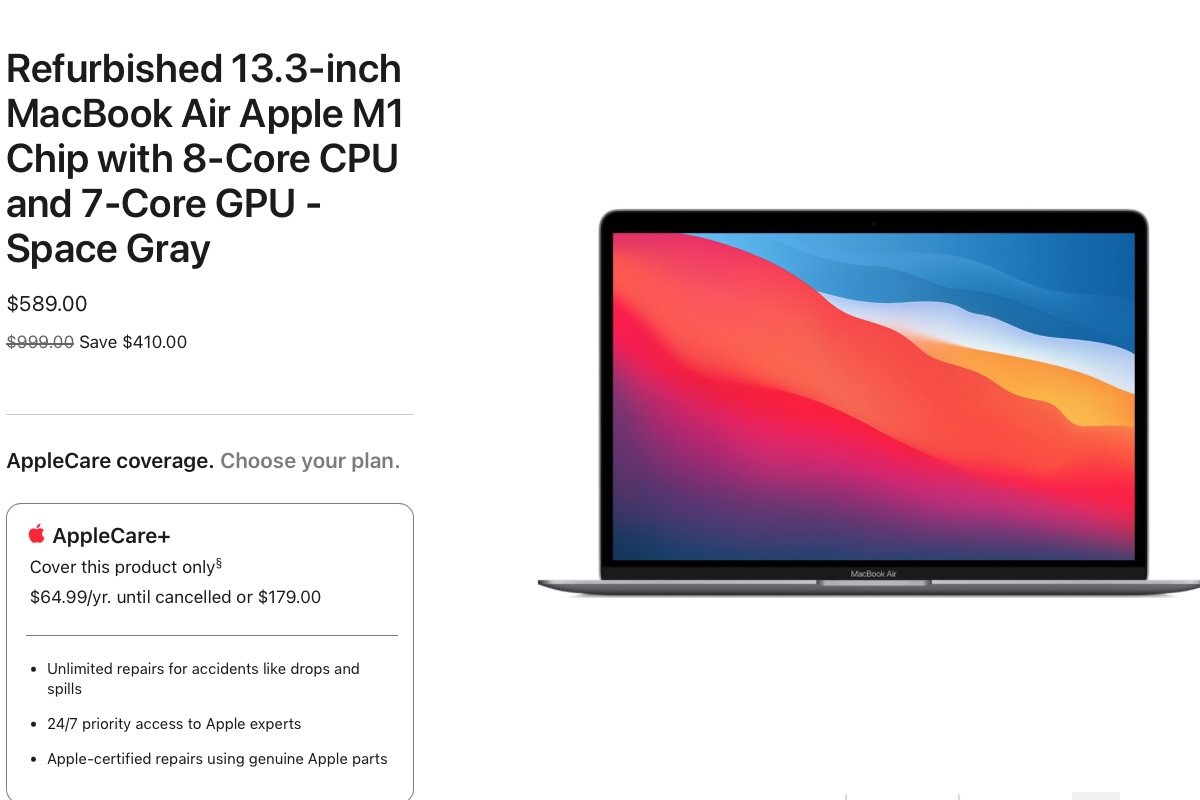 Refurbished 13.3-inch
MacBook Air Apple M1
Chip with 8-Core CPU
and 7-Core GPU -
Space Gray
$589.00
$999.00 Save $410.00
AppleCare coverage. Choose your plan.
AppleCare+
Cover this product only§
$64.99/yr. until cancelled or $179.00
• Unlimited repairs for accidents like drops and
spills
• 24/7 priority access to Apple experts
• Apple-certified repairs using genuine Apple parts
MacBook Air